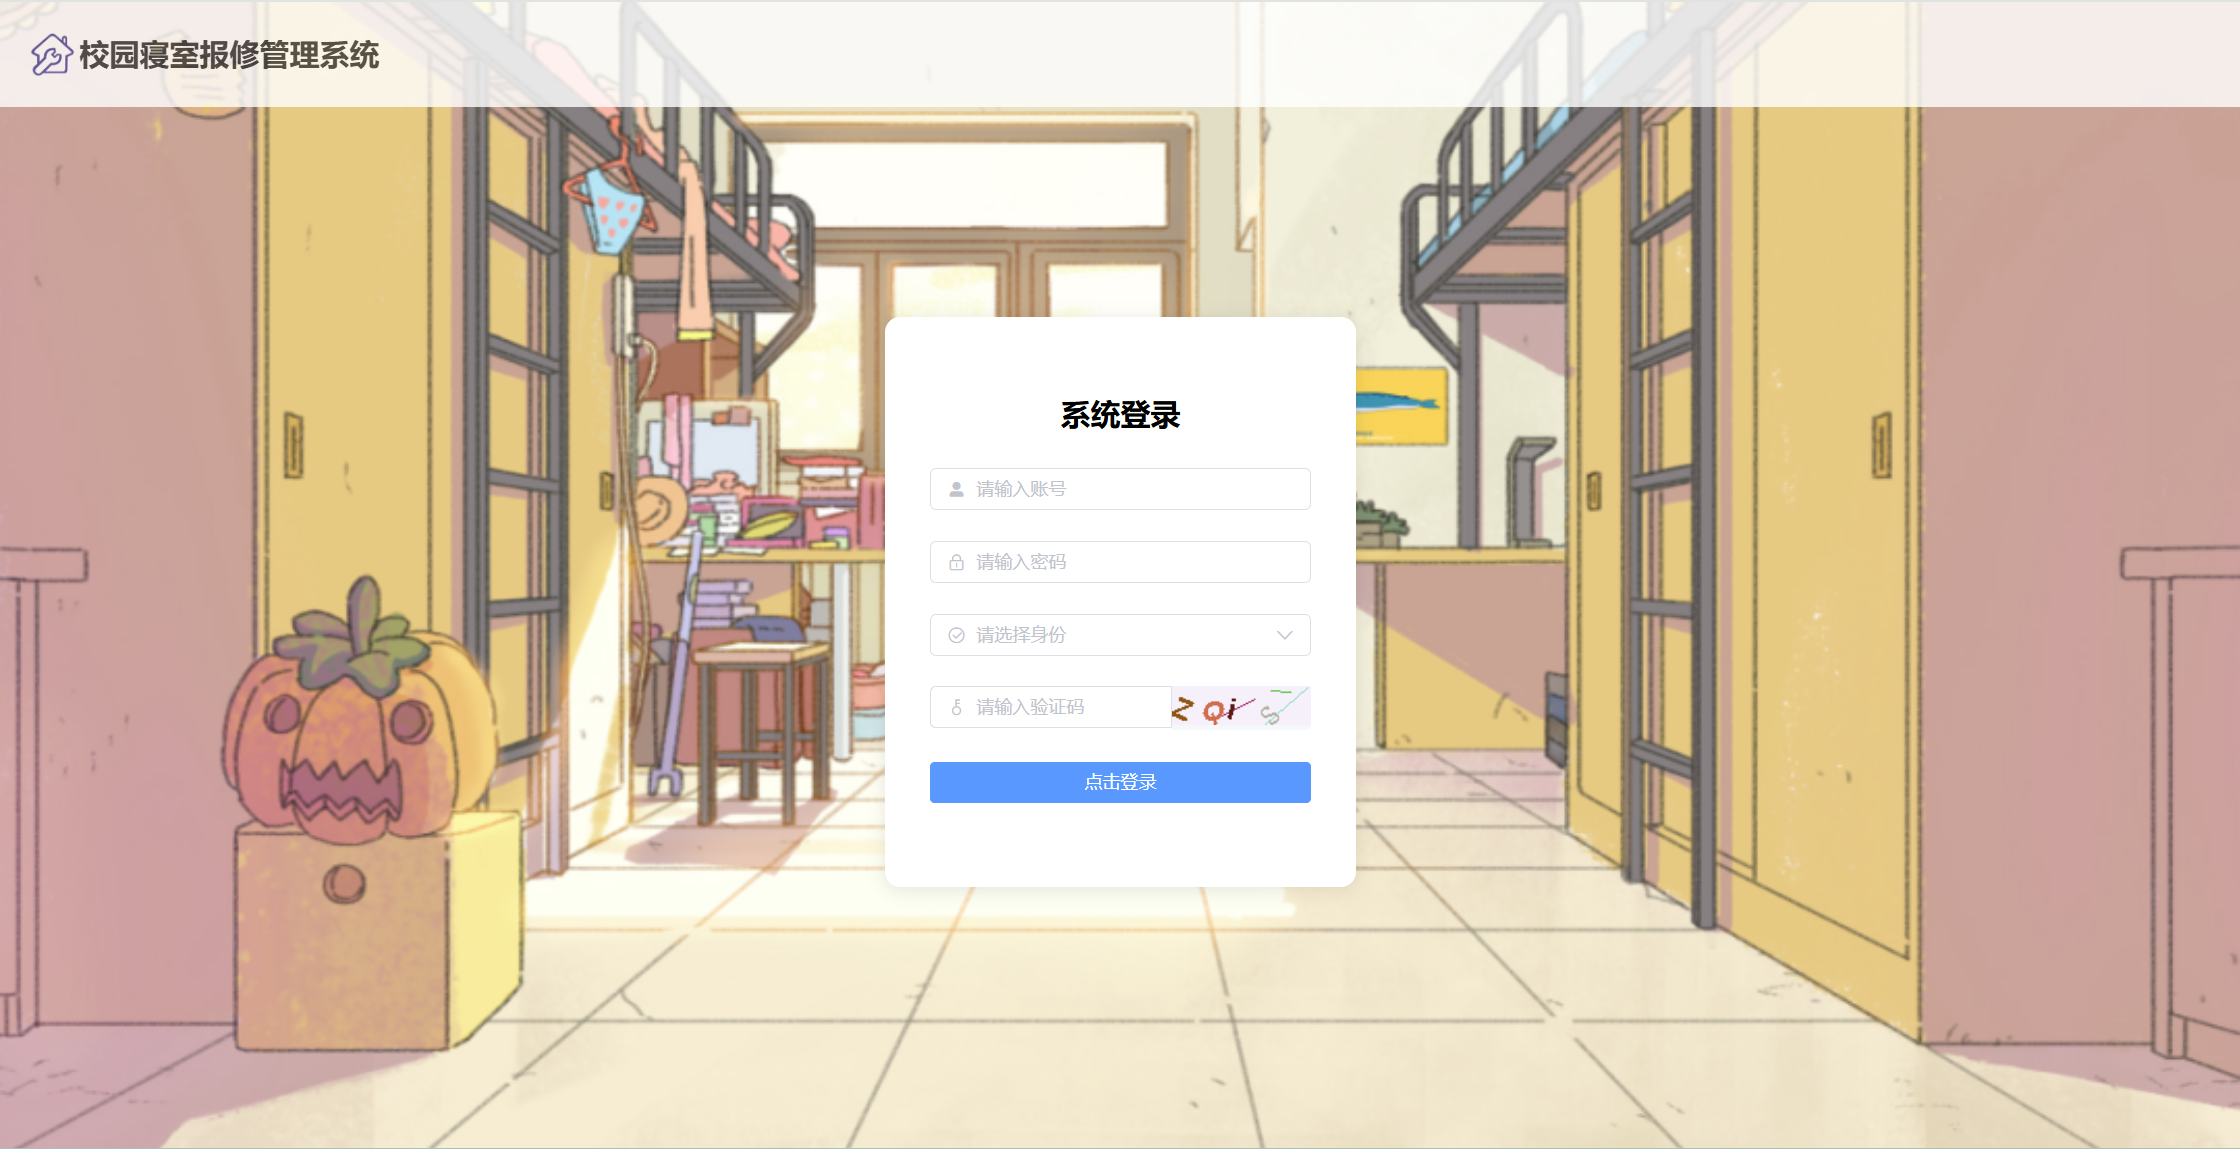 校园寝室报修管理系统
系统登录
请输入账号
请输入密码
请选择身份
请输入验证码
zQis
点击登录